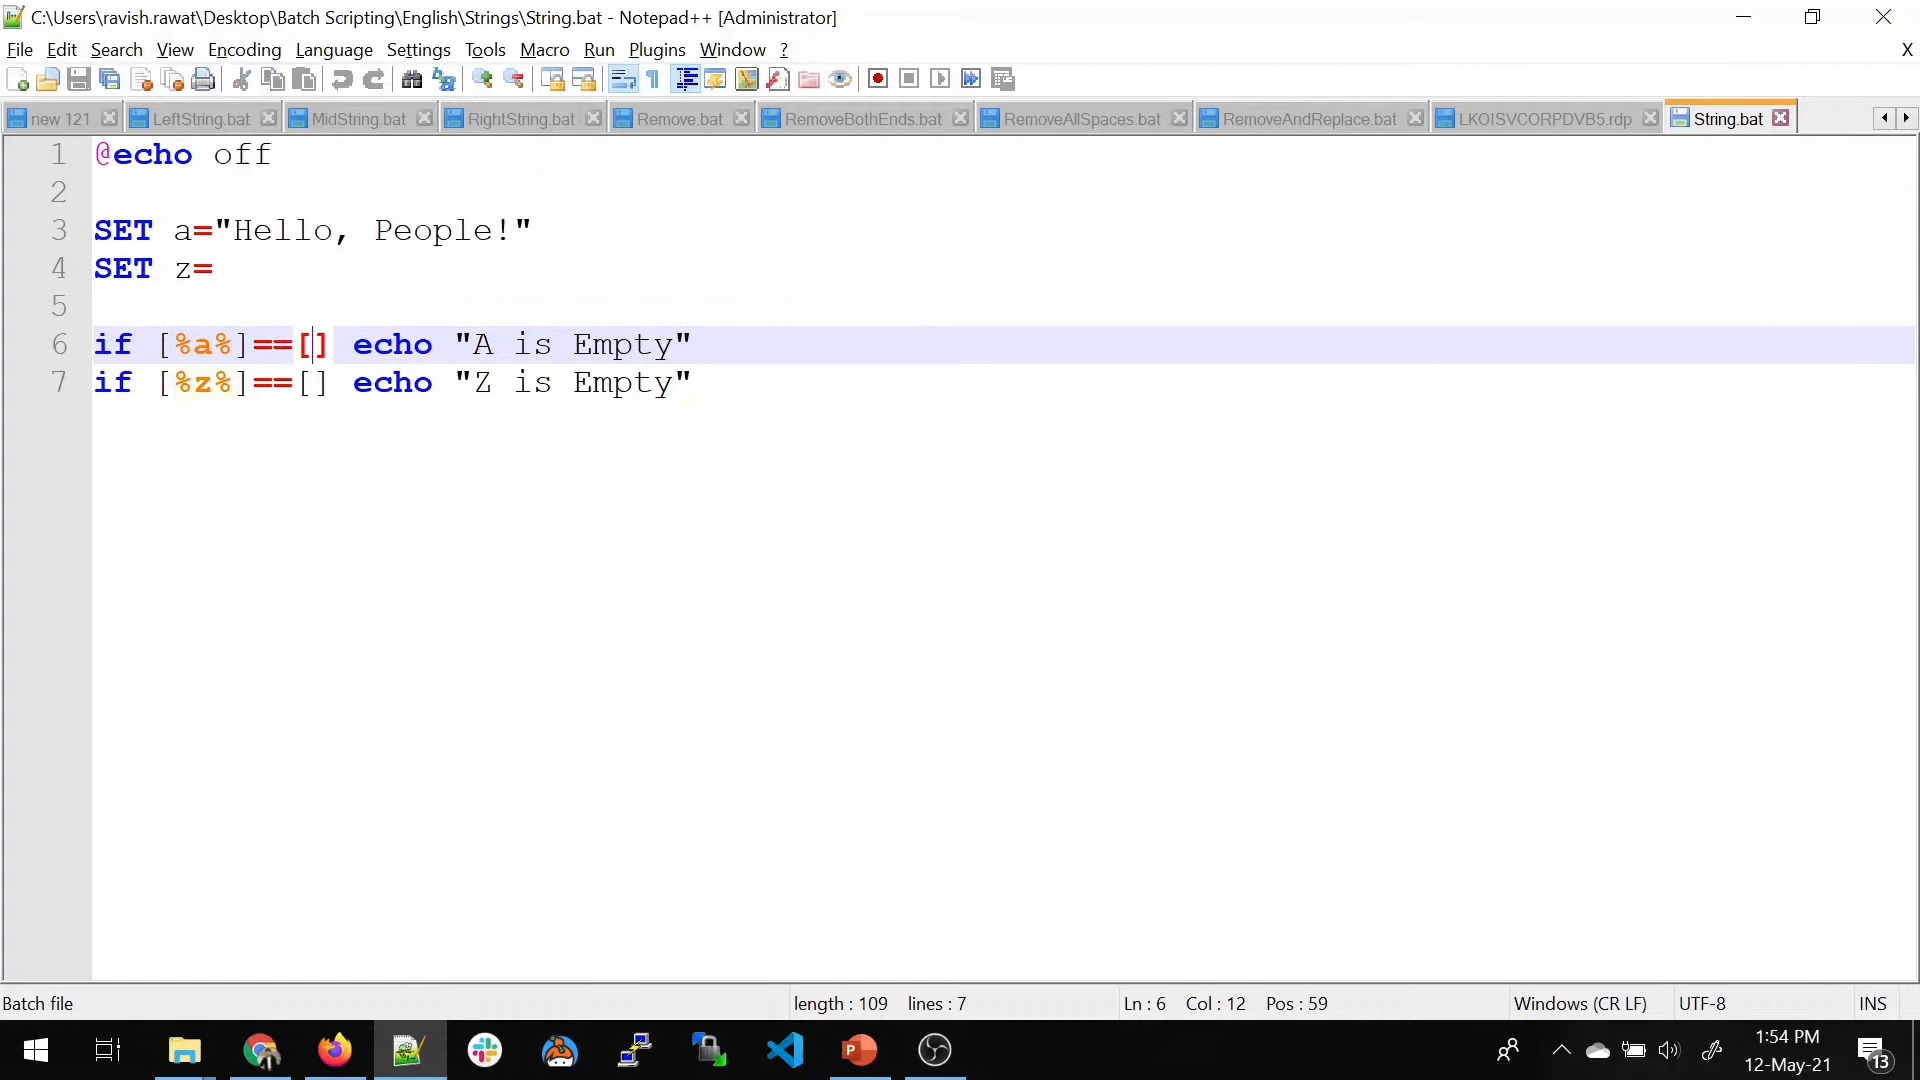 C:\Users\ravish.rawat\Desktop\Batch Scripting\English\Strings\String.bat - Notepad++ [Administrator]
File Edit Search View Encoding Language Settings Tools Macro Run Plugins Window ? X
new 121 LeftString.bat MidString.bat RightString.bat Remove.bat RemoveBothEnds.bat RemoveAllSpaces.bat RemoveAndReplace.bat LKOISVCORPDVB5.rdp String.bat
1 @echo off
2
3 SET a="Hello, People!"
4 SET z=
5
6 if [%a%]==[] echo "A is Empty"
7 if [%z%]==[] echo "Z is Empty"
Batch file length : 109 lines : 7 Ln : 6 Col : 12 Pos : 59 Windows (CR LF) UTF-8 INS
1:54 PM
12-May-21
13